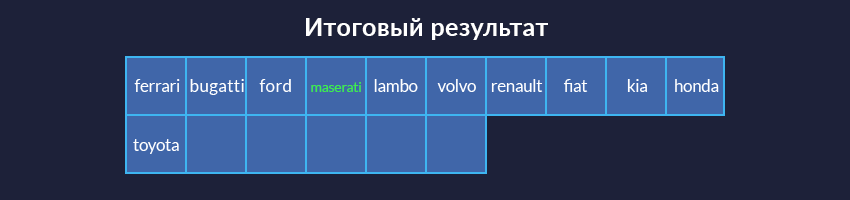 Итоговый результат
ferrari bugatti ford maserati lambo volvo renault fiat kia honda
toyota